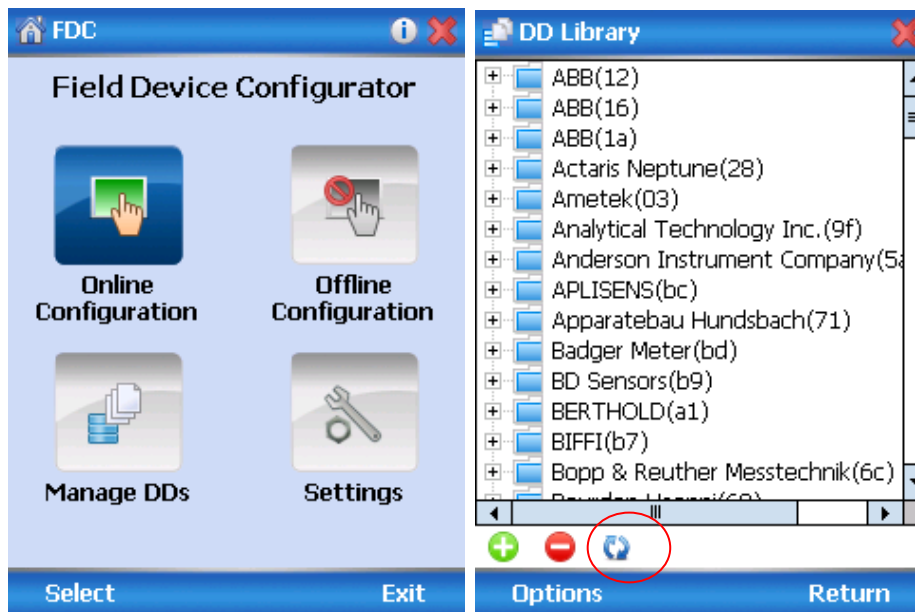 FDC
Field Device Configurator
Online
Configuration
Offline
Configuration
Manage DDs
Settings
Select
Exit
DD Library
ABB(12)
ABB(16)
ABB(1a)
Actaris Neptune(28)
Ametek(03)
Analytical Technology Inc.(9f)
Anderson Instrument Company(5a
APLISENS(bc)
Apparatebau Hundsbach(71)
Badger Meter(bd)
BD Sensors(b9)
BERTHOLD(a1)
BIFFI(b7)
Bopp & Reuther Messtechnik(6c)
Options
Return